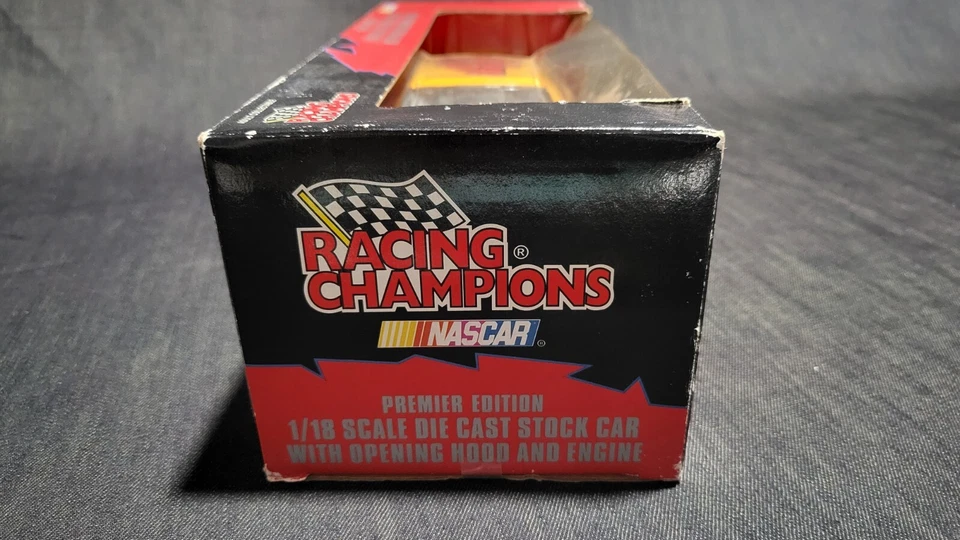 RACING ®
CHAMPIONS
NASCAR ®
PREMIER EDITION
1/18 SCALE DIE CAST STOCK CAR
WITH OPENING HOOD AND ENGINE